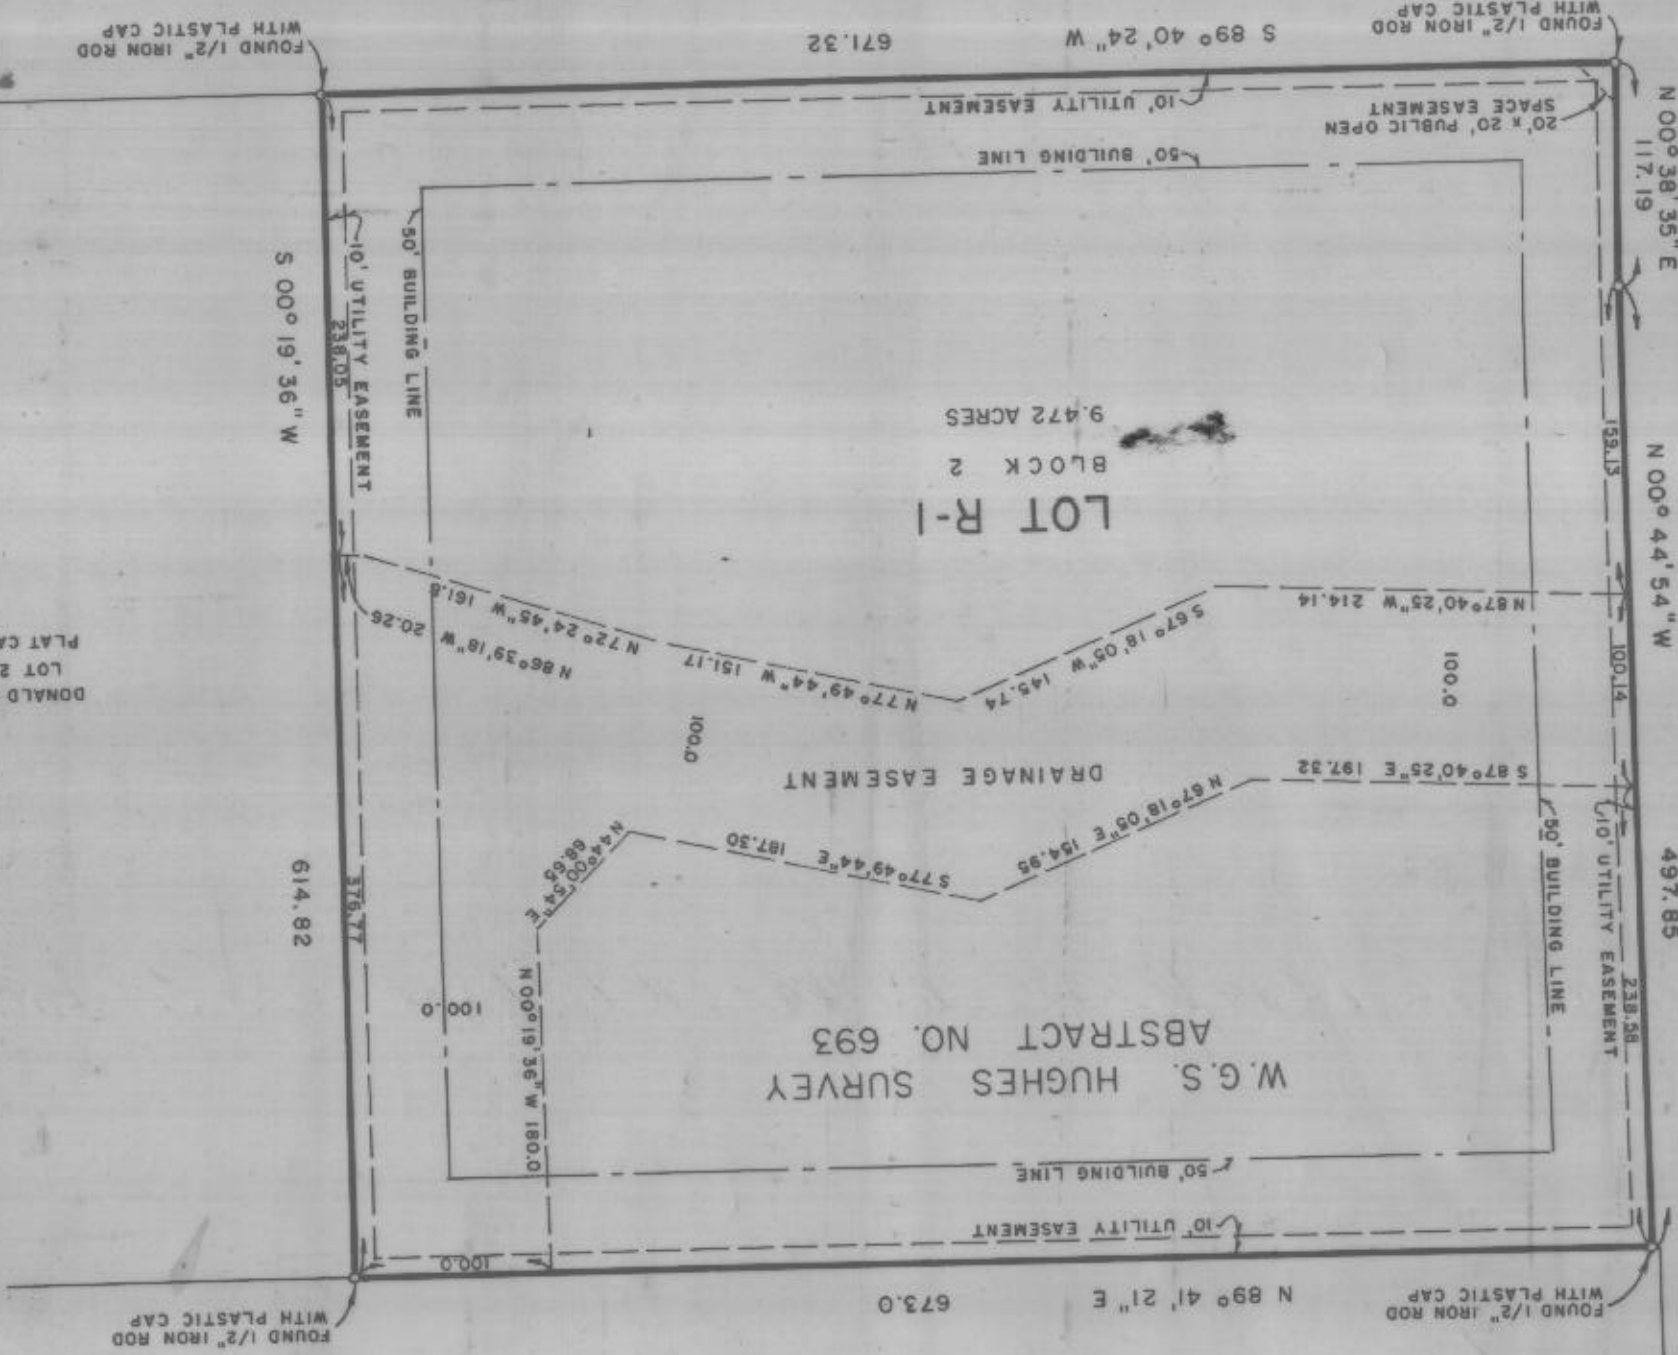 FOUND 1/2" IRON ROD
WITH PLASTIC CAP
N 89° 41' 21" E
673.0
FOUND 1/2" IRON ROD
WITH PLASTIC CAP
10' UTILITY EASEMENT
100.0
50' BUILDING LINE
W.G.S. HUGHES SURVEY
ABSTRACT NO. 693
N 00° 19' 36" W 180.0
100.0
238.58
10' UTILITY EASEMENT
50' BUILDING LINE
497.85
N 00° 44' 54" W
376.77
614.82
N 44° 00' 54" E
68.65
S 77° 49' 44" E 187.30
N 67° 18' 05" E 154.95
S 87° 40' 25" E 197.32
DRAINAGE EASEMENT
100.0
100.0
100.14
DONALD
LOT 2
PLAT CA
N 86° 39' 18" W 20.26
N 72° 24' 45" W 161.8
N 77° 49' 44" W 151.17
S 67° 18' 05" W 145.74
N 87° 40' 25" W 214.14
LOT R-1
BLOCK 2
9.472 ACRES
159.13
238.05
10' UTILITY EASEMENT
50' BUILDING LINE
S 00° 19' 36" W
50' BUILDING LINE
10' UTILITY EASEMENT
20' x 20' PUBLIC OPEN
SPACE EASEMENT
N 00° 38' 35" E
117.19
FOUND 1/2" IRON ROD
WITH PLASTIC CAP
S 89° 40' 24" W
671.32
FOUND 1/2" IRON ROD
WITH PLASTIC CAP